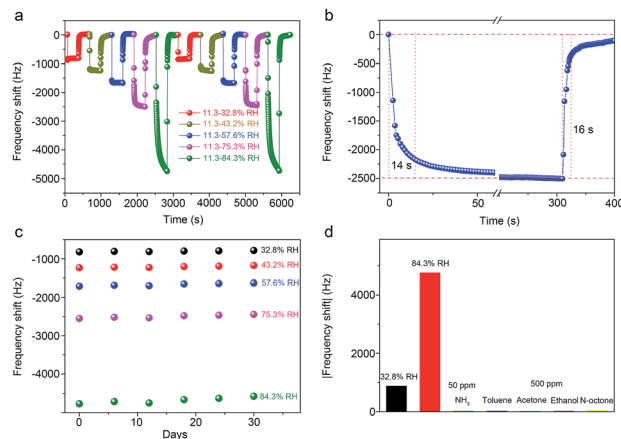 a
0
-1000
-2000
-3000
-4000
-5000
Frequency shift (Hz)
11.3-32.8% RH
11.3-43.2% RH
11.3-57.6% RH
11.3-75.3% RH
11.3-84.3% RH
0 1000 2000 3000 4000 5000 6000
Time (s)
b
0
-500
-1000
-1500
-2000
-2500
Frequency shift (Hz)
14 s
16 s
0 50 300 400
Time (s)
c
-1000
-2000
-3000
-4000
Frequency shift (Hz)
32.8% RH
43.2% RH
57.6% RH
75.3% RH
84.3% RH
0 10 20 30
Days
d
4000
2000
0
|Frequency shift| (Hz)
84.3% RH
32.8% RH
50 ppm
500 ppm
NH3 Toluene Acetone Ethanol N-octone